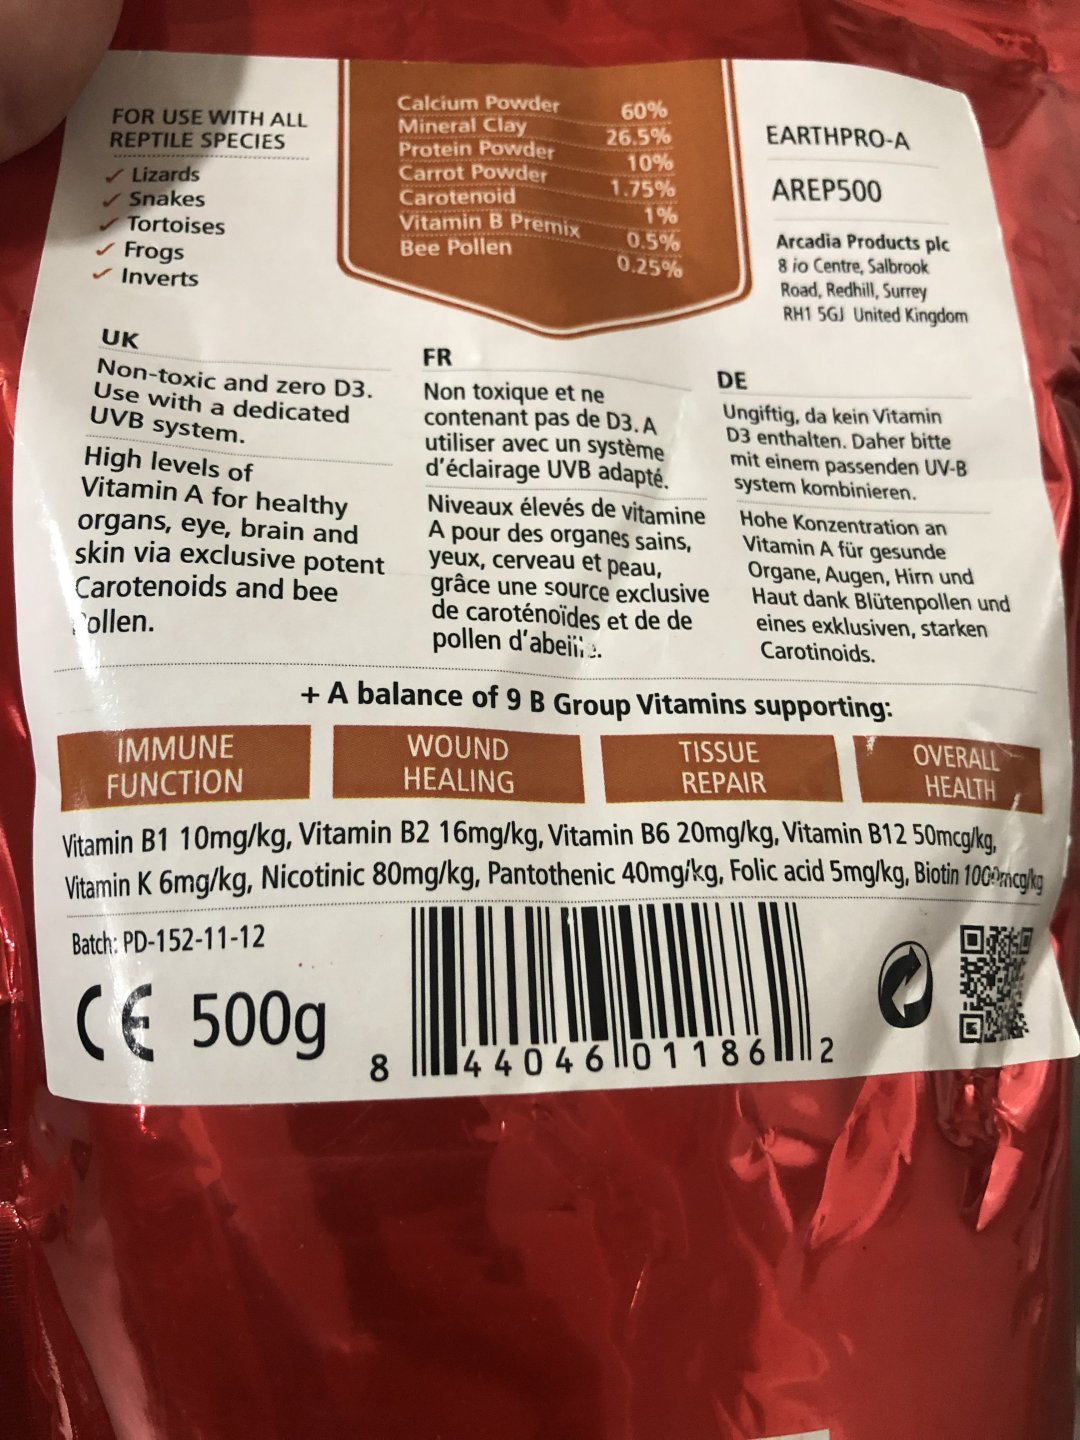 FOR USE WITH ALL
REPTILE SPECIES
✓ Lizards
✓ Snakes
✓ Tortoises
✓ Frogs
✓ Inverts
Calcium Powder 60%
Mineral Clay 26.5%
Protein Powder 10%
Carrot Powder 1.75%
Carotenoid 1%
Vitamin B Premix 0.5%
Bee Pollen 0.25%
EARTHPRO-A
AREP500
Arcadia Products plc
8 io Centre, Salbrook
Road, Redhill, Surrey
RH1 5GJ United Kingdom
UK
Non-toxic and zero D3.
Use with a dedicated
UVB system.
High levels of
Vitamin A for healthy
organs, eye, brain and
skin via exclusive potent
Carotenoids and bee
Pollen.
FR
Non toxique et ne
contenant pas de D3. A
utiliser avec un système
d'éclairage UVB adapté.
Niveaux élevés de vitamine
A pour des organes sains,
yeux, cerveau et peau,
grâce une source exclusive
de caroténoïdes et de de
pollen d'abeille.
DE
Ungiftig, da kein Vitamin
D3 enthalten. Daher bitte
mit einem passenden UV-B
system kombinieren.
Hohe Konzentration an
Vitamin A für gesunde
Organe, Augen, Hirn und
Haut dank Blütenpollen und
eines exklusiven, starken
Carotinoids.
+ A balance of 9 B Group Vitamins supporting:
IMMUNE
FUNCTION
WOUND
HEALING
TISSUE
REPAIR
OVERALL
HEALTH
Vitamin B1 10mg/kg, Vitamin B2 16mg/kg, Vitamin B6 20mg/kg, Vitamin B12 50mcg/kg,
Vitamin K 6mg/kg, Nicotinic 80mg/kg, Pantothenic 40mg/kg, Folic acid 5mg/kg, Biotin 1000mcg/kg
Batch: PD-152-11-12
CE 500g
8 44046 01186 2